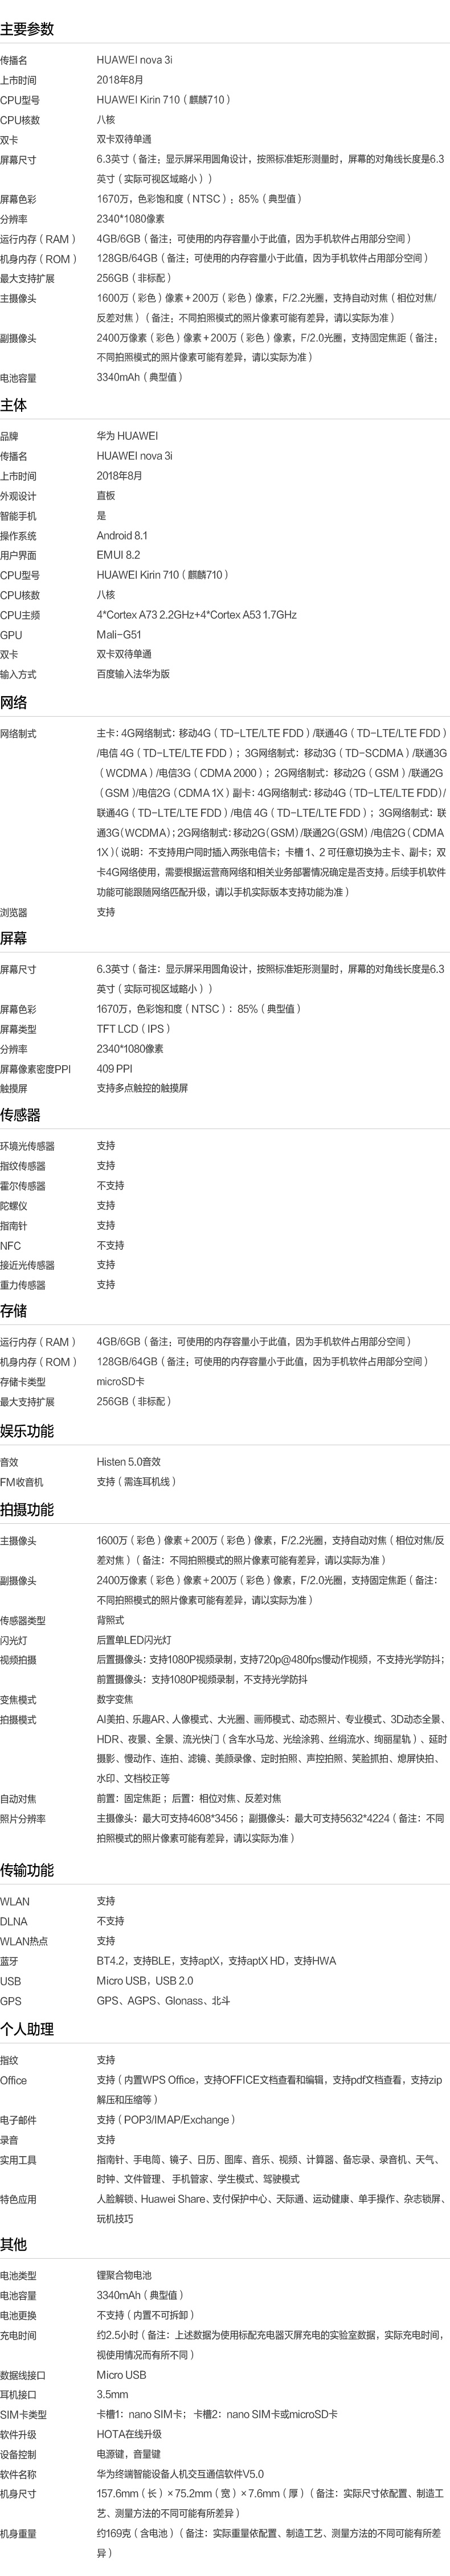 主要参数
传播名 HUAWEI nova 3i
上市时间 2018年8月
CPU型号 HUAWEI Kirin 710（麒麟710）
CPU核数 八核
双卡 双卡双待单通
屏幕尺寸 6.3英寸（备注：显示屏采用圆角设计，按照标准矩形测量时，屏幕的对角线长度是6.3
英寸（实际可视区域略小））
屏幕色彩 1670万，色彩饱和度（NTSC）：85%（典型值）
分辨率 2340*1080像素
运行内存（RAM） 4GB/6GB（备注：可使用的内存容量小于此值，因为手机软件占用部分空间）
机身内存（ROM） 128GB/64GB（备注：可使用的内存容量小于此值，因为手机软件占用部分空间）
最大支持扩展 256GB（非标配）
主摄像头 1600万（彩色）像素＋200万（彩色）像素，F/2.2光圈，支持自动对焦（相位对焦/
反差对焦）（备注：不同拍照模式的照片像素可能有差异，请以实际为准）
副摄像头 2400万像素（彩色）像素＋200万（彩色）像素，F/2.0光圈，支持固定焦距（备注：
不同拍照模式的照片像素可能有差异，请以实际为准）
电池容量 3340mAh（典型值）
主体
品牌 华为 HUAWEI
传播名 HUAWEI nova 3i
上市时间 2018年8月
外观设计 直板
智能手机 是
操作系统 Android 8.1
用户界面 EMUI 8.2
CPU型号 HUAWEI Kirin 710（麒麟710）
CPU核数 八核
CPU主频 4*Cortex A73 2.2GHz+4*Cortex A53 1.7GHz
GPU Mali-G51
双卡 双卡双待单通
输入方式 百度输入法华为版
网络
网络制式 主卡：4G网络制式：移动4G（TD-LTE/LTE FDD）/联通4G（TD-LTE/LTE FDD）
/电信 4G（TD-LTE/LTE FDD）；3G网络制式：移动3G（TD-SCDMA）/联通3G
（WCDMA）/电信3G（CDMA 2000）；2G网络制式：移动2G（GSM）/联通2G
（GSM）/电信2G（CDMA 1X）副卡：4G网络制式：移动4G（TD-LTE/LTE FDD）/
联通4G（TD-LTE/LTE FDD）/电信 4G（TD-LTE/LTE FDD）；3G网络制式：联
通3G（WCDMA）；2G网络制式：移动2G（GSM）/联通2G（GSM）/电信2G（CDMA
1X）（说明：不支持用户同时插入两张电信卡；卡槽 1、2 可任意切换为主卡、副卡；双
卡4G网络使用，需要根据运营商网络和相关业务部署情况确定是否支持。后续手机软件
功能可能跟随网络匹配升级，请以手机实际版本支持功能为准）
浏览器 支持
屏幕
屏幕尺寸 6.3英寸（备注：显示屏采用圆角设计，按照标准矩形测量时，屏幕的对角线长度是6.3
英寸（实际可视区域略小））
屏幕色彩 1670万，色彩饱和度（NTSC）：85%（典型值）
屏幕类型 TFT LCD（IPS）
分辨率 2340*1080像素
屏幕像素密度PPI 409 PPI
触摸屏 支持多点触控的触摸屏
传感器
环境光传感器 支持
指纹传感器 支持
霍尔传感器 不支持
陀螺仪 支持
指南针 支持
NFC 不支持
接近光传感器 支持
重力传感器 支持
存储
运行内存（RAM） 4GB/6GB（备注：可使用的内存容量小于此值，因为手机软件占用部分空间）
机身内存（ROM） 128GB/64GB（备注：可使用的内存容量小于此值，因为手机软件占用部分空间）
存储卡类型 microSD卡
最大支持扩展 256GB（非标配）
娱乐功能
音效 Histen 5.0音效
FM收音机 支持（需连耳机线）
拍摄功能
主摄像头 1600万（彩色）像素＋200万（彩色）像素，F/2.2光圈，支持自动对焦（相位对焦/反
差对焦）（备注：不同拍照模式的照片像素可能有差异，请以实际为准）
副摄像头 2400万像素（彩色）像素＋200万（彩色）像素，F/2.0光圈，支持固定焦距（备注：
不同拍照模式的照片像素可能有差异，请以实际为准）
传感器类型 背照式
闪光灯 后置单LED闪光灯
视频拍摄 后置摄像头：支持1080P视频录制，支持720p@480fps慢动作视频，不支持光学防抖；
前置摄像头：支持1080P视频录制，不支持光学防抖
变焦模式 数字变焦
拍摄模式 AI美拍、乐趣AR、人像模式、大光圈、画师模式、动态照片、专业模式、3D动态全景、
HDR、夜景、全景、流光快门（含车水马龙、光绘涂鸦、丝绢流水、绚丽星轨）、延时
摄影、慢动作、连拍、滤镜、美颜录像、定时拍照、声控拍照、笑脸抓拍、熄屏快拍、
水印、文档校正等
自动对焦 前置：固定焦距；后置：相位对焦、反差对焦
照片分辨率 主摄像头：最大可支持4608*3456；副摄像头：最大可支持5632*4224（备注：不同
拍照模式的照片像素可能有差异，请以实际为准）
传输功能
WLAN 支持
DLNA 不支持
WLAN热点 支持
蓝牙 BT4.2，支持BLE，支持aptX，支持aptX HD，支持HWA
USB Micro USB，USB 2.0
GPS GPS、AGPS、Glonass、北斗
个人助理
指纹 支持
Office 支持（内置WPS Office，支持OFFICE文档查看和编辑，支持pdf文档查看，支持zip
解压和压缩等）
电子邮件 支持（POP3/IMAP/Exchange）
录音 支持
实用工具 指南针、手电筒、镜子、日历、图库、音乐、视频、计算器、备忘录、录音机、天气、
时钟、文件管理、手机管家、学生模式、驾驶模式
特色应用 人脸解锁、Huawei Share、支付保护中心、天际通、运动健康、单手操作、杂志锁屏、
玩机技巧
其他
电池类型 锂聚合物电池
电池容量 3340mAh（典型值）
电池更换 不支持（内置不可拆卸）
充电时间 约2.5小时（备注：上述数据为使用标配充电器灭屏充电的实验室数据，实际充电时间，
视使用情况而有所不同）
数据线接口 Micro USB
耳机接口 3.5mm
SIM卡类型 卡槽1：nano SIM卡；卡槽2：nano SIM卡或microSD卡
软件升级 HOTA在线升级
设备控制 电源键，音量键
软件名称 华为终端智能设备人机交互通信软件V5.0
机身尺寸 157.6mm（长）×75.2mm（宽）×7.6mm（厚）（备注：实际尺寸依配置、制造工
艺、测量方法的不同可能有所差异）
机身重量 约169克（含电池）（备注：实际重量依配置、制造工艺、测量方法的不同可能有所差
异）